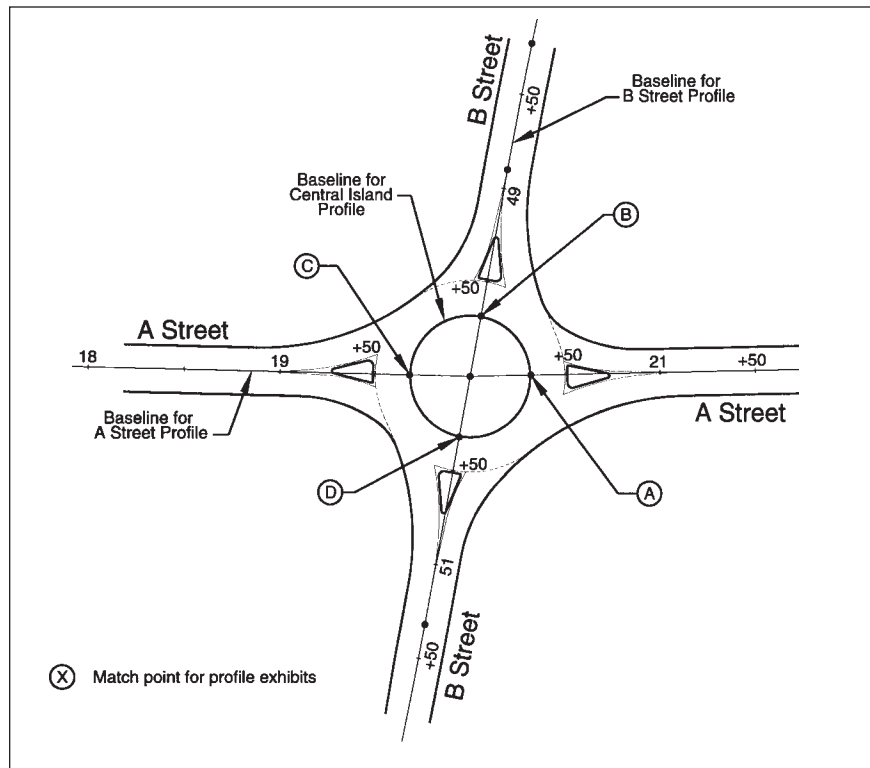 B Street
+50
Baseline for
B Street Profile
49
Baseline for
Central Island
Profile
B
C
+50
A Street
18
19
+50
+50
21
+50
Baseline for
A Street Profile
A Street
+50
D
A
51
+50
B Street
X Match point for profile exhibits